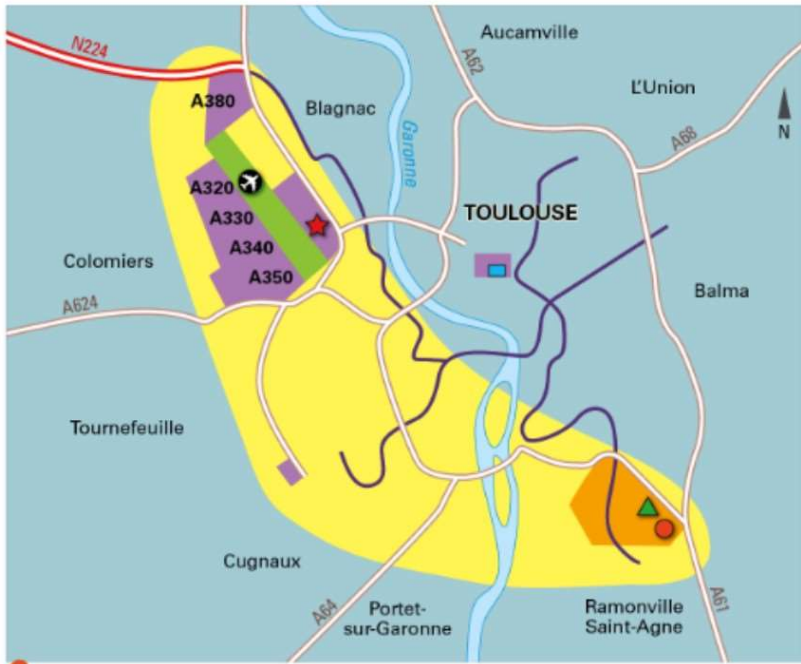 Aucamville
N224
A62
L'Union
A380
Blagnac
N
Garonne
A68
A320
TOULOUSE
A330
A340
Colomiers
A350
Balma
A624
Tournefeuille
Cugnaux
A64
Portet-
sur-Garonne
Ramonville
Saint-Agne
A61